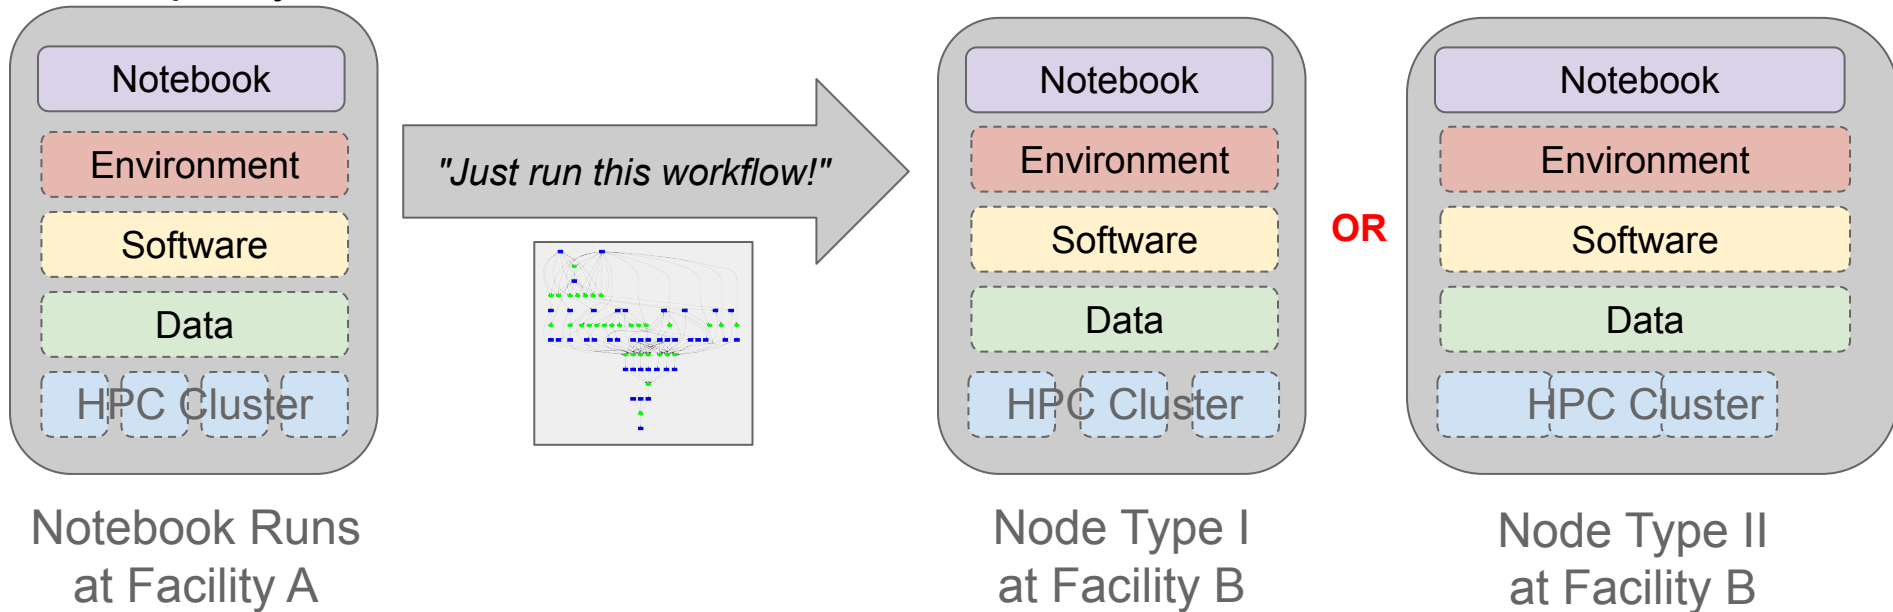 Notebook
Environment
Software
Data
HPC Cluster
Notebook Runs
at Facility A
"Just run this workflow!"
Notebook
Environment
Software
Data
HPC Cluster
Node Type I
at Facility B
OR
Notebook
Environment
Software
Data
HPC Cluster
Node Type II
at Facility B